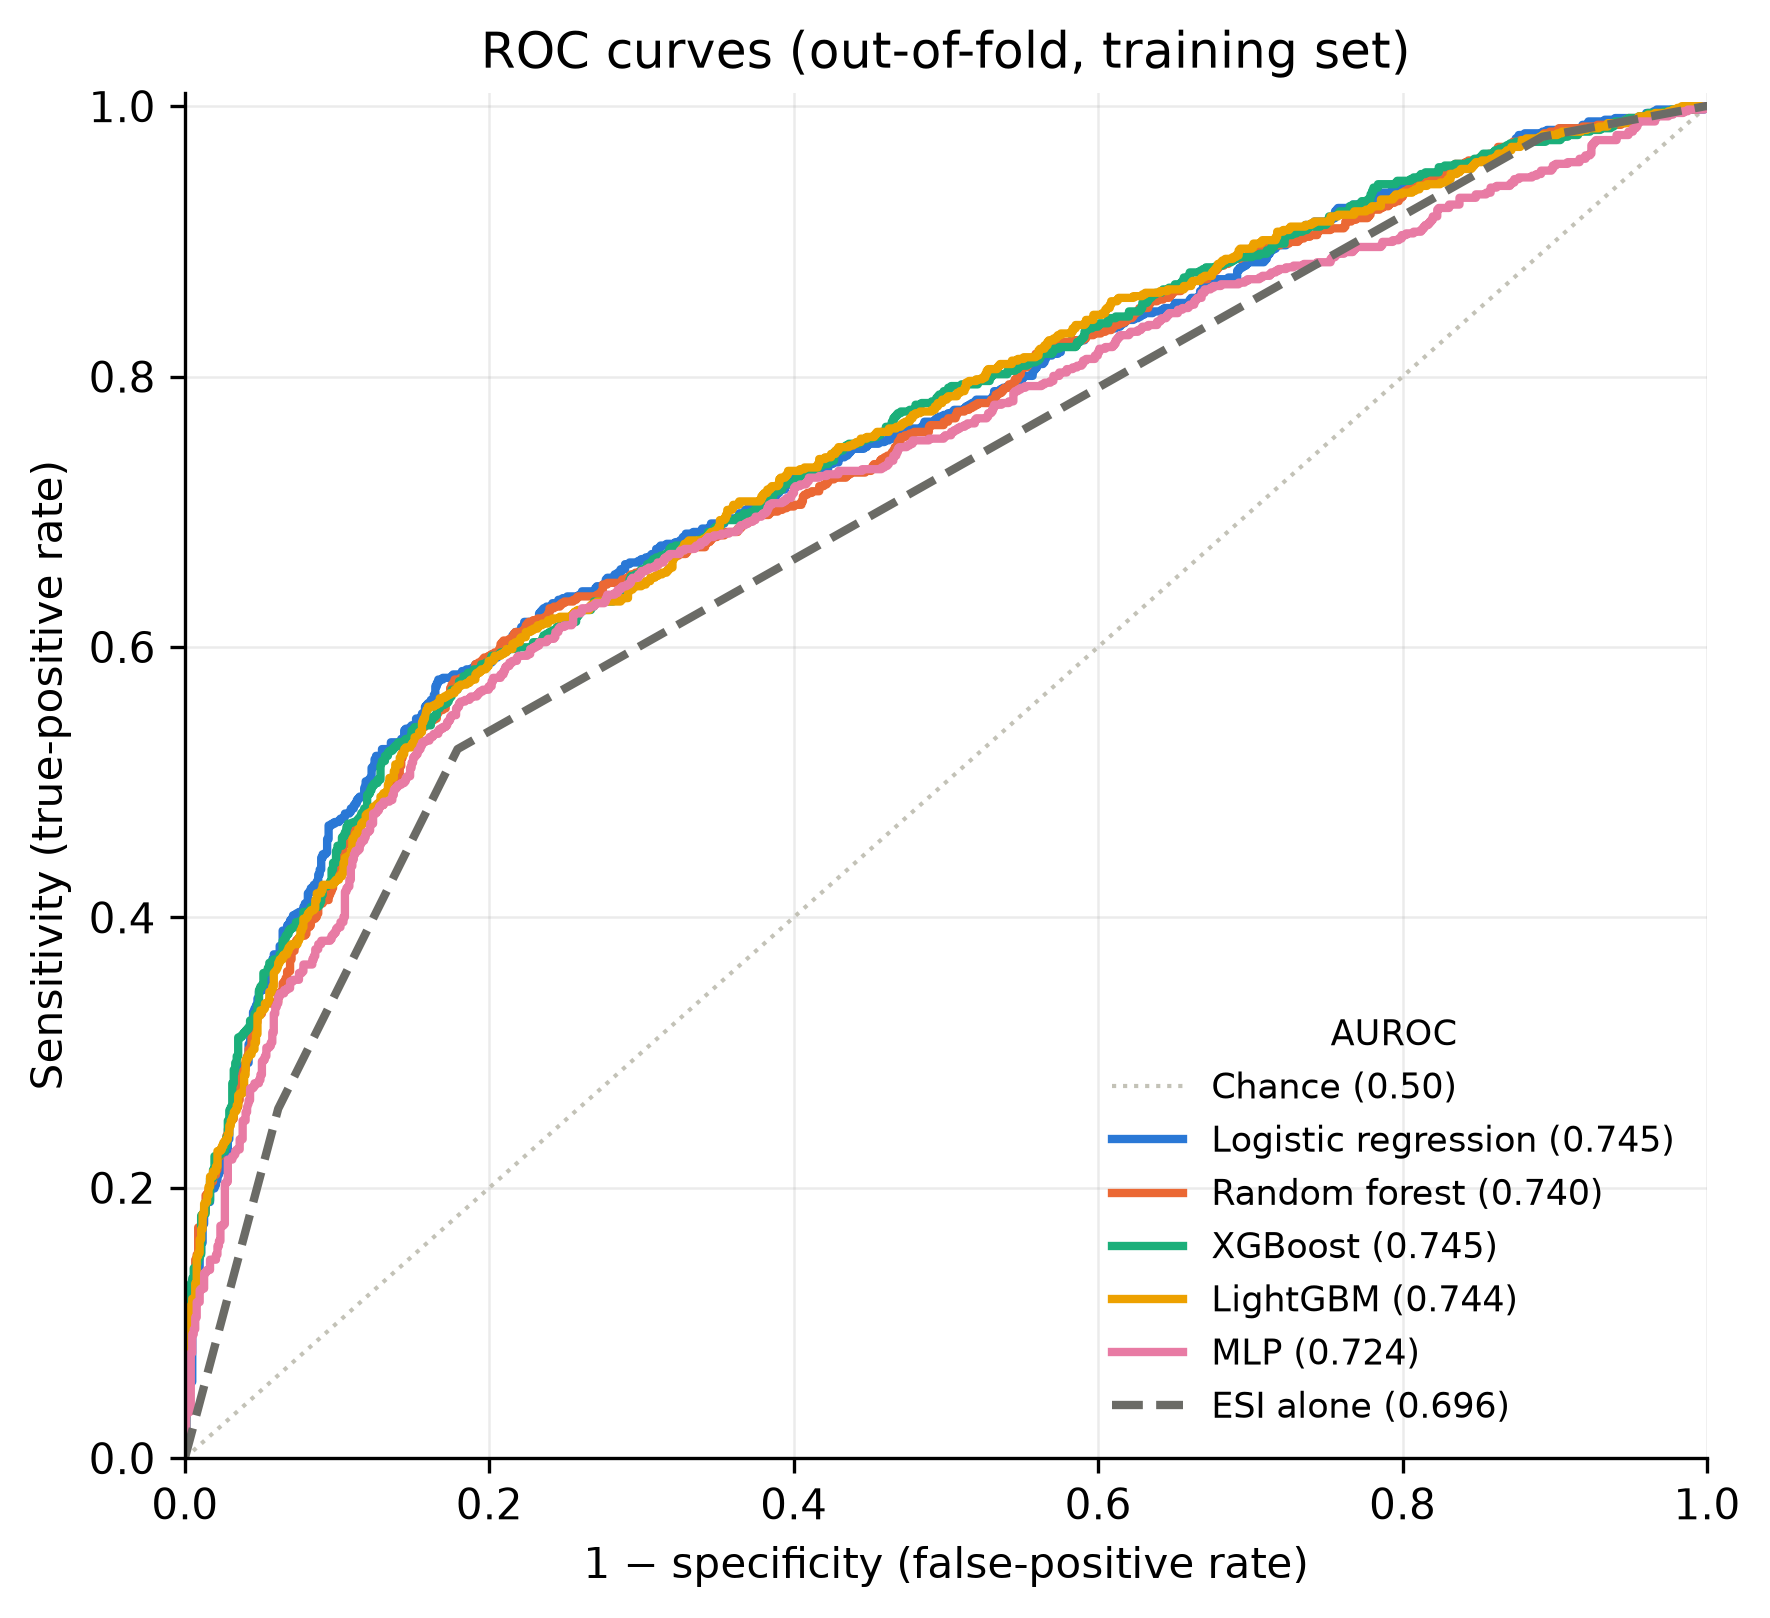 ROC curves (out-of-fold, training set)
Sensitivity (true-positive rate)
1.0
0.8
0.6
0.4
0.2
0.0
AUROC
Chance (0.50)
Logistic regression (0.745)
Random forest (0.740)
XGBoost (0.745)
LightGBM (0.744)
MLP (0.724)
ESI alone (0.696)
0.0 0.2 0.4 0.6 0.8 1.0
1 − specificity (false-positive rate)